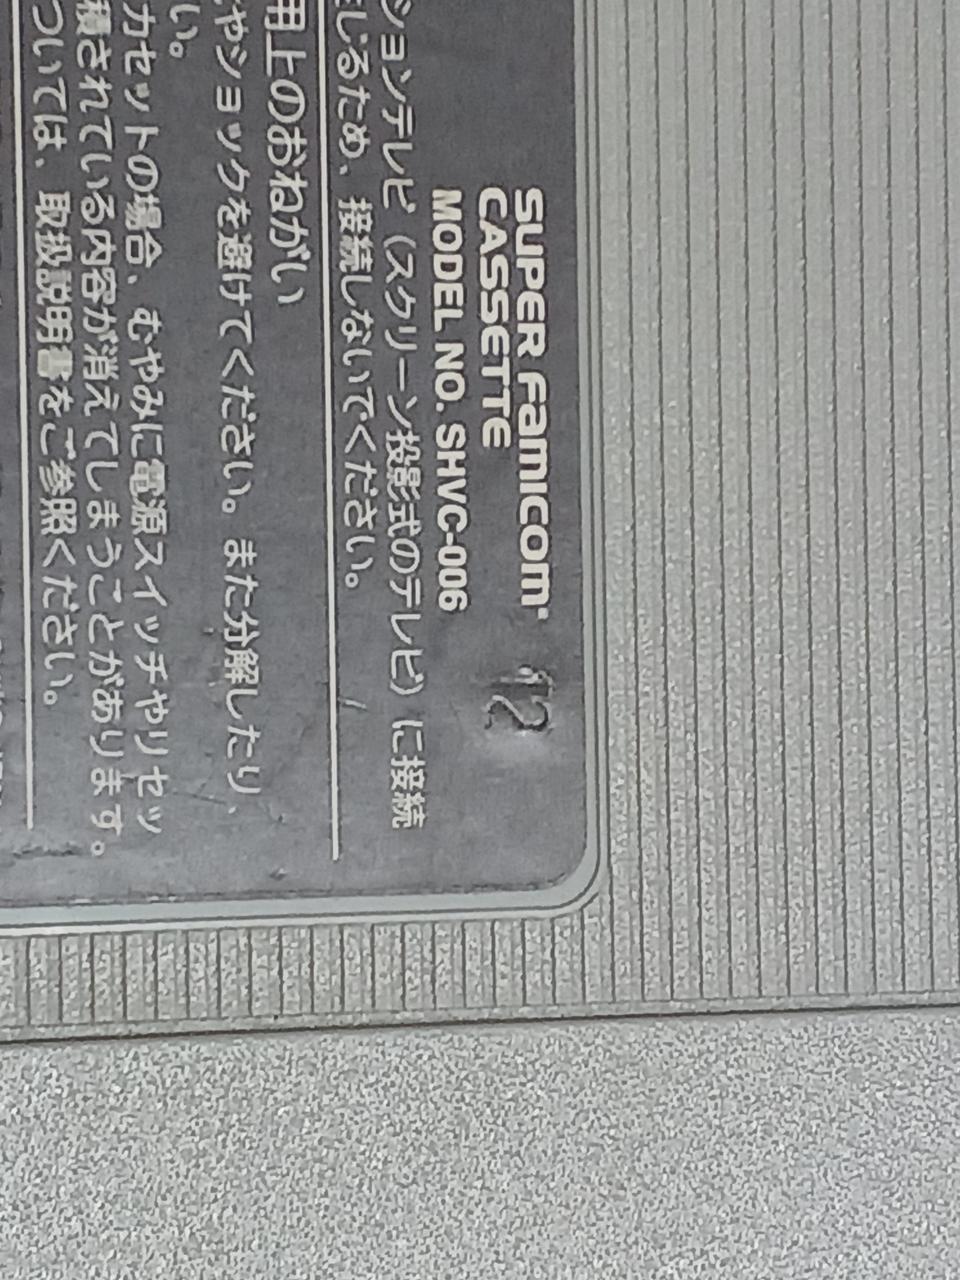 SUPER Famicom
CASSETTE
MODEL NO. SHVC-006
12
ションテレビ（スクリーン投影式のテレビ）に接続
じるため、接続しないでください。
用上のおねがい
やショックを避けてください。また分解したり、
い。
カセットの場合、むやみに電源スイッチやリセッ
積されている内容が消えてしまうことがあります。
ついては、取扱説明書をご参照ください。